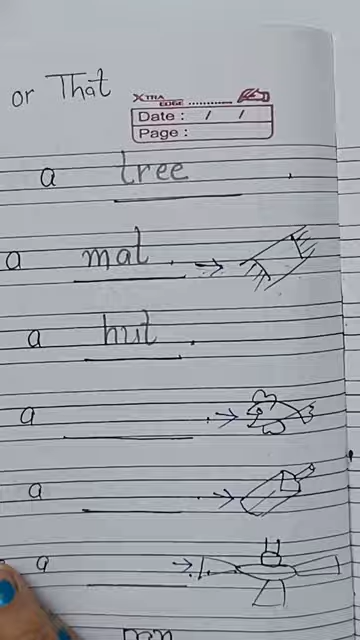 or That
XTRA EDGE
Date : / /
Page :
a tree .
a mat .
a hut .
a .
a .
a